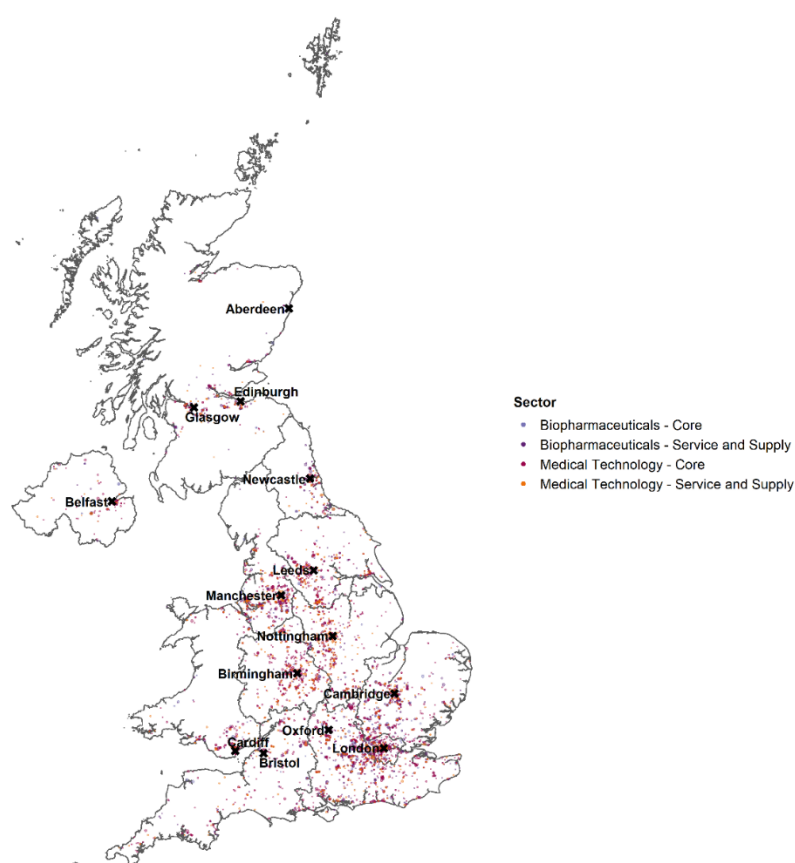 Aberdeen
Edinburgh
Glasgow
Newcastle
Belfast
Leeds
Manchester
Nottingham
Birmingham
Cambridge
Oxford
London
Cardiff
Bristol
Sector
Biopharmaceuticals - Core
Biopharmaceuticals - Service and Supply
Medical Technology - Core
Medical Technology - Service and Supply